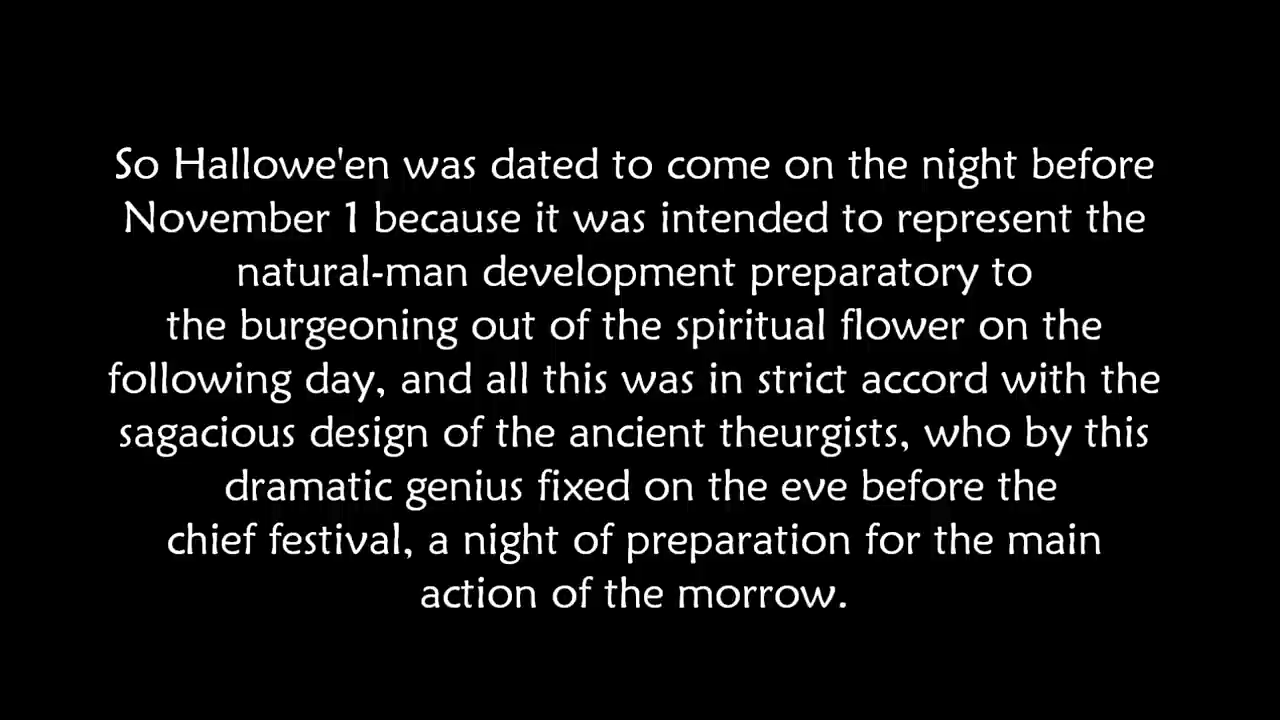 So Hallowe'en was dated to come on the night before
November 1 because it was intended to represent the
natural-man development preparatory to
the burgeoning out of the spiritual flower on the
following day, and all this was in strict accord with the
sagacious design of the ancient theurgists, who by this
dramatic genius fixed on the eve before the
chief festival, a night of preparation for the main
action of the morrow.